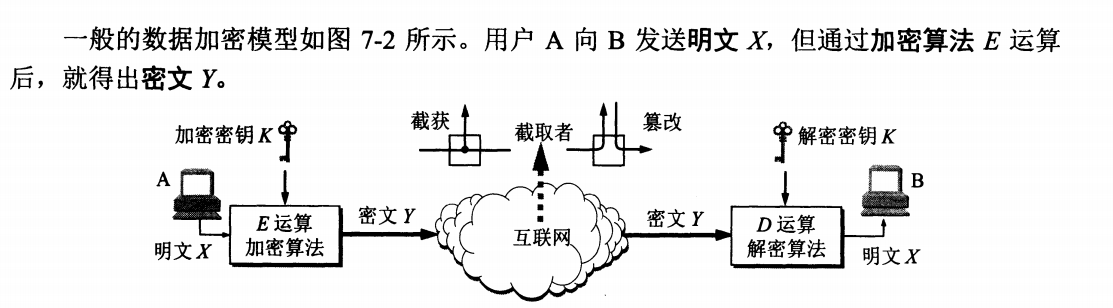 一般的数据加密模型如图 7-2 所示。用户 A 向 B 发送明文 X，但通过加密算法 E 运算
后，就得出密文 Y。
截获
截取者
篡改
加密密钥 K
解密密钥 K
A
B
E 运算
加密算法
密文 Y
互联网
密文 Y
D 运算
解密算法
明文 X
明文 X